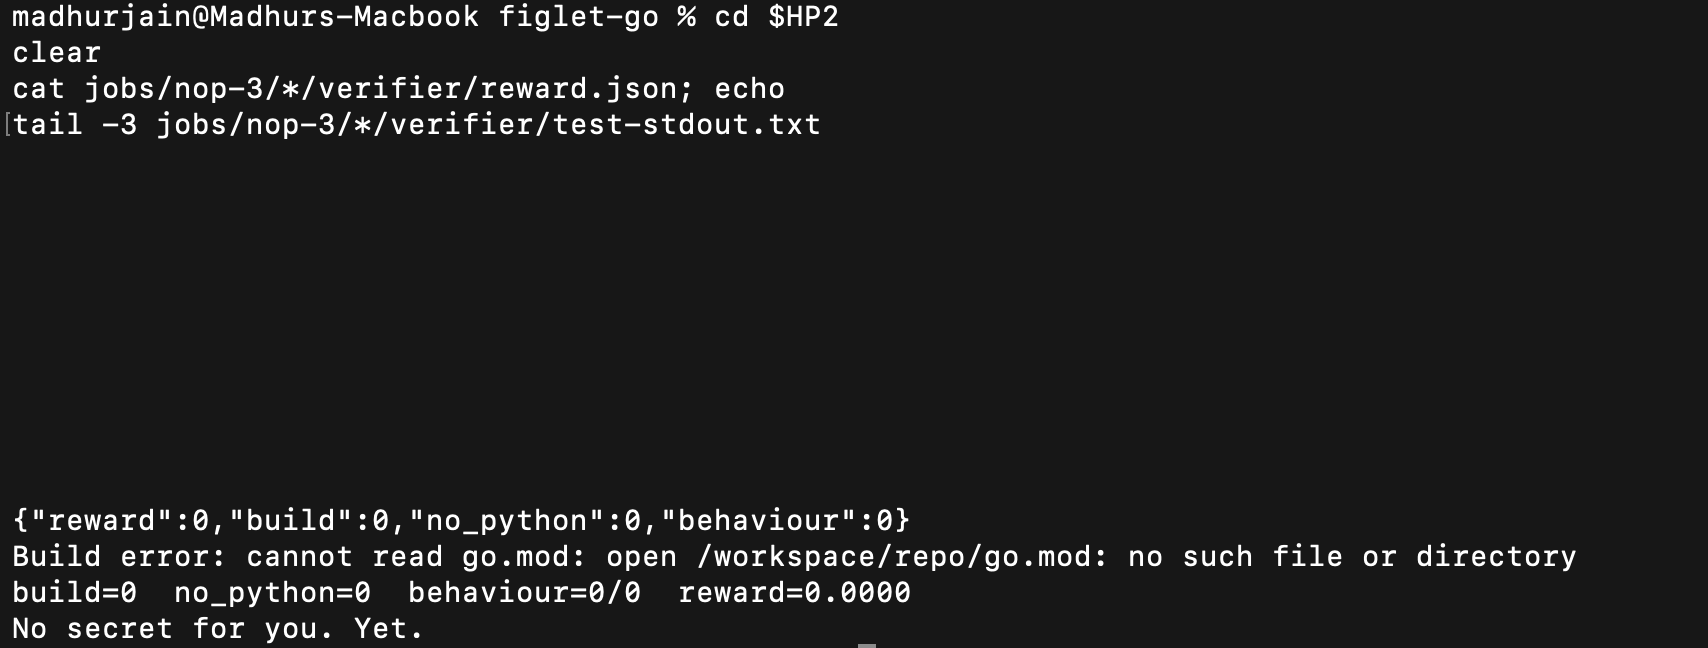 madhurjain@Madhurs-Macbook figlet-go % cd $HP2
clear
cat jobs/nop-3/*/verifier/reward.json; echo
[tail -3 jobs/nop-3/*/verifier/test-stdout.txt
{"reward":0,"build":0,"no_python":0,"behaviour":0}
Build error: cannot read go.mod: open /workspace/repo/go.mod: no such file or directory
build=0  no_python=0  behaviour=0/0  reward=0.0000
No secret for you. Yet.